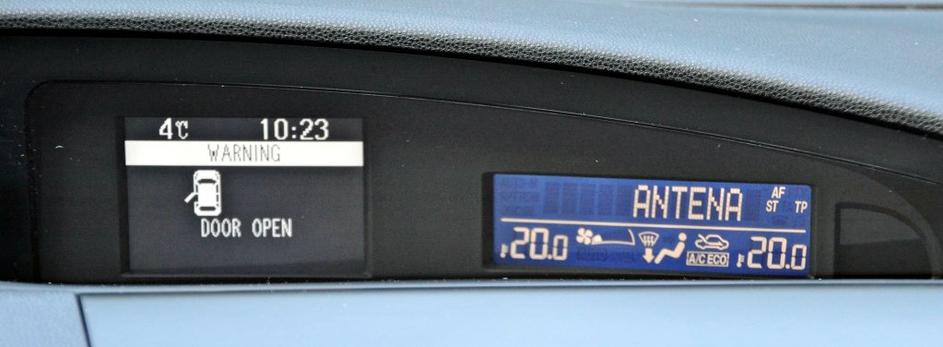 4℃ 10:23
WARNING
DOOR OPEN
ANTENA AF
ST TP
20.0 20.0
A/C ECO